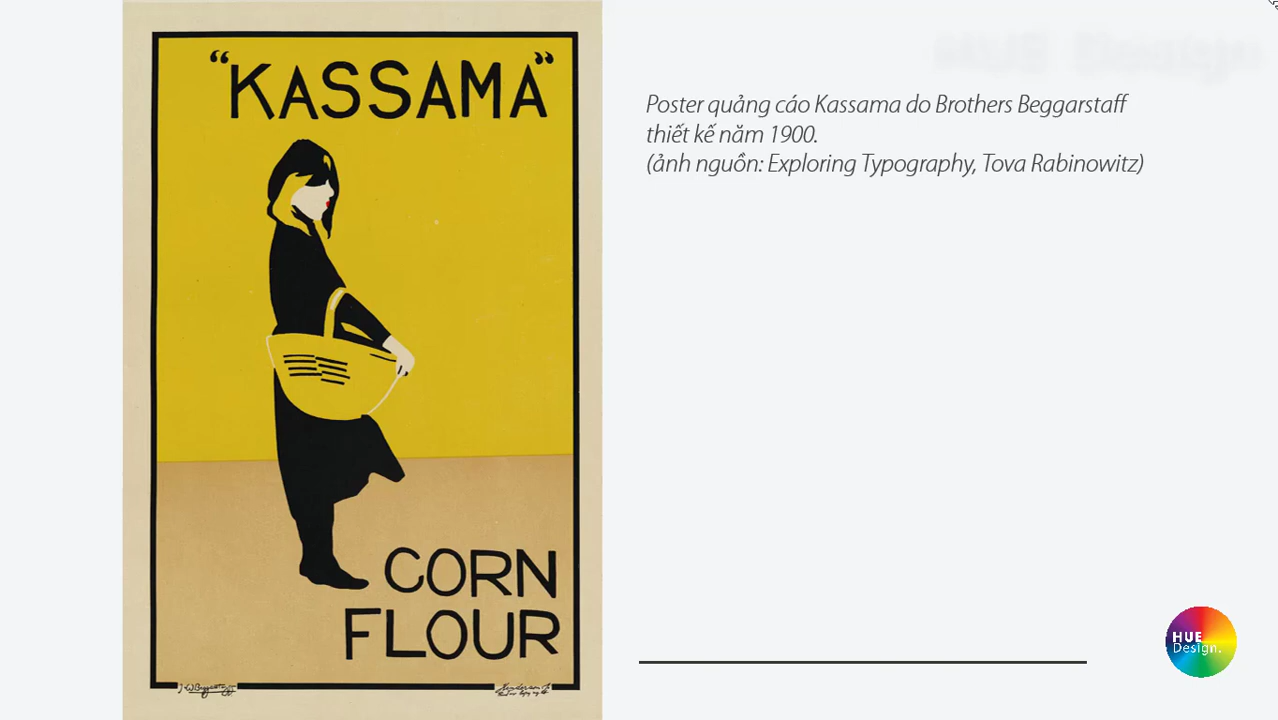 “KASSAMA”
CORN
FLOUR
Poster quảng cáo Kassama do Brothers Beggarstaff
thiết kế năm 1900.
(ảnh nguồn: Exploring Typography, Tova Rabinowitz)
HUE
Design.